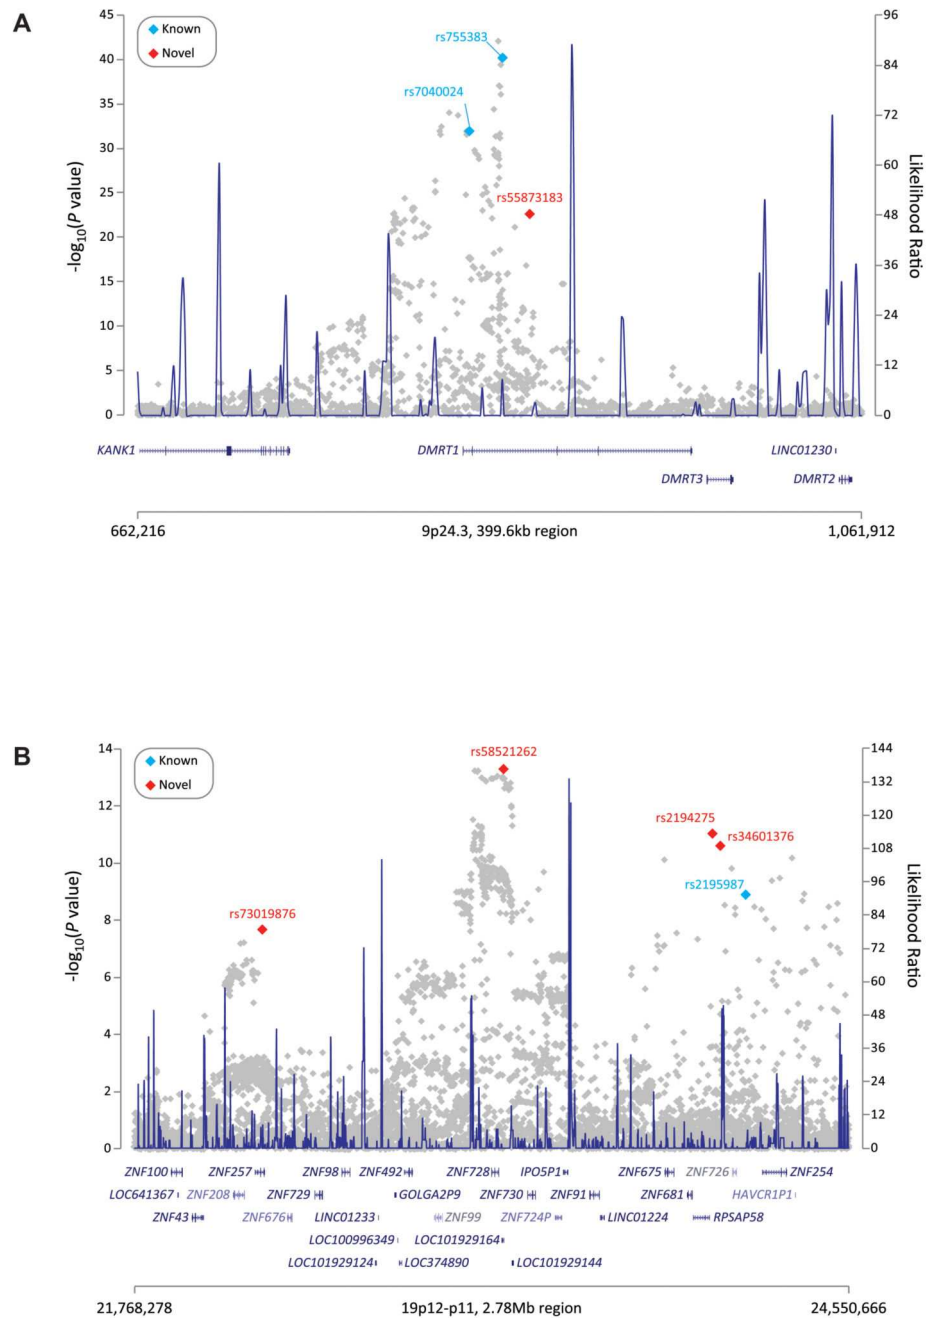 A
Known
Novel
rs755383
rs7040024
rs55873183
45
40
35
30
25
20
15
10
5
0
-log10(P value)
96
84
72
60
48
36
24
12
0
Likelihood Ratio
KANK1
DMRT1
LINC01230
DMRT3
DMRT2
662,216
9p24.3, 399.6kb region
1,061,912
B
Known
Novel
rs58521262
rs2194275
rs34601376
rs2195987
rs73019876
14
12
10
8
6
4
2
0
-log10(P value)
144
132
120
108
96
84
72
60
48
36
24
12
0
Likelihood Ratio
ZNF100 ZNF257 ZNF98 ZNF492 ZNF728 IPO5P1 ZNF675 ZNF726 ZNF254
LOC641367 ZNF208 ZNF729 GOLGA2P9 ZNF730 ZNF91 ZNF681 HAVCR1P1
ZNF43 ZNF676 LINC01233 ZNF99 ZNF724P LINC01224 RPSAP58
LOC100996349 LOC101929164
LOC101929124 LOC374890 LOC101929144
21,768,278
19p12-p11, 2.78Mb region
24,550,666